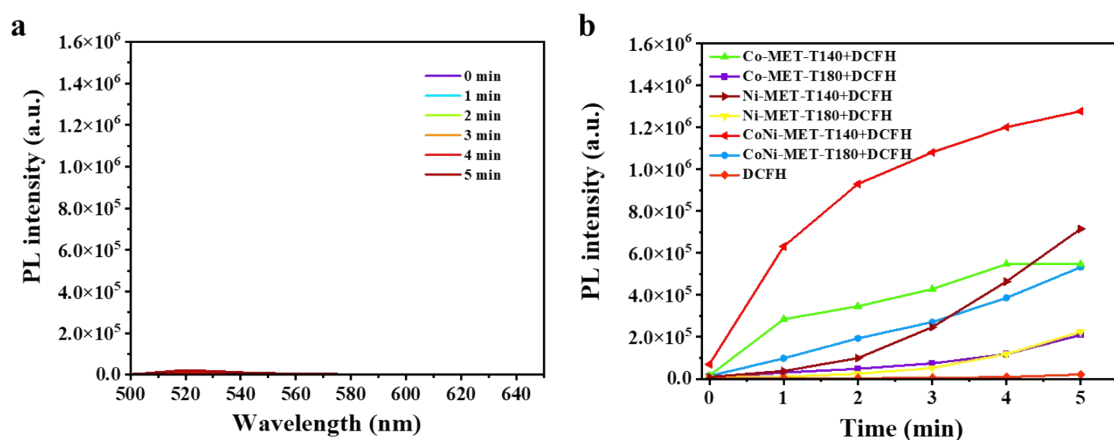 a
1.6×10⁶
1.4×10⁶
1.2×10⁶
1.0×10⁶
8.0×10⁵
6.0×10⁵
4.0×10⁵
2.0×10⁵
0.0
PL intensity (a.u.)
0 min
1 min
2 min
3 min
4 min
5 min
500 520 540 560 580 600 620 640
Wavelength (nm)
b
1.6×10⁶
1.4×10⁶
1.2×10⁶
1.0×10⁶
8.0×10⁵
6.0×10⁵
4.0×10⁵
2.0×10⁵
0.0
PL intensity (a.u.)
Co-MET-T140+DCFH
Co-MET-T180+DCFH
Ni-MET-T140+DCFH
Ni-MET-T180+DCFH
CoNi-MET-T140+DCFH
CoNi-MET-T180+DCFH
DCFH
0 1 2 3 4 5
Time (min)